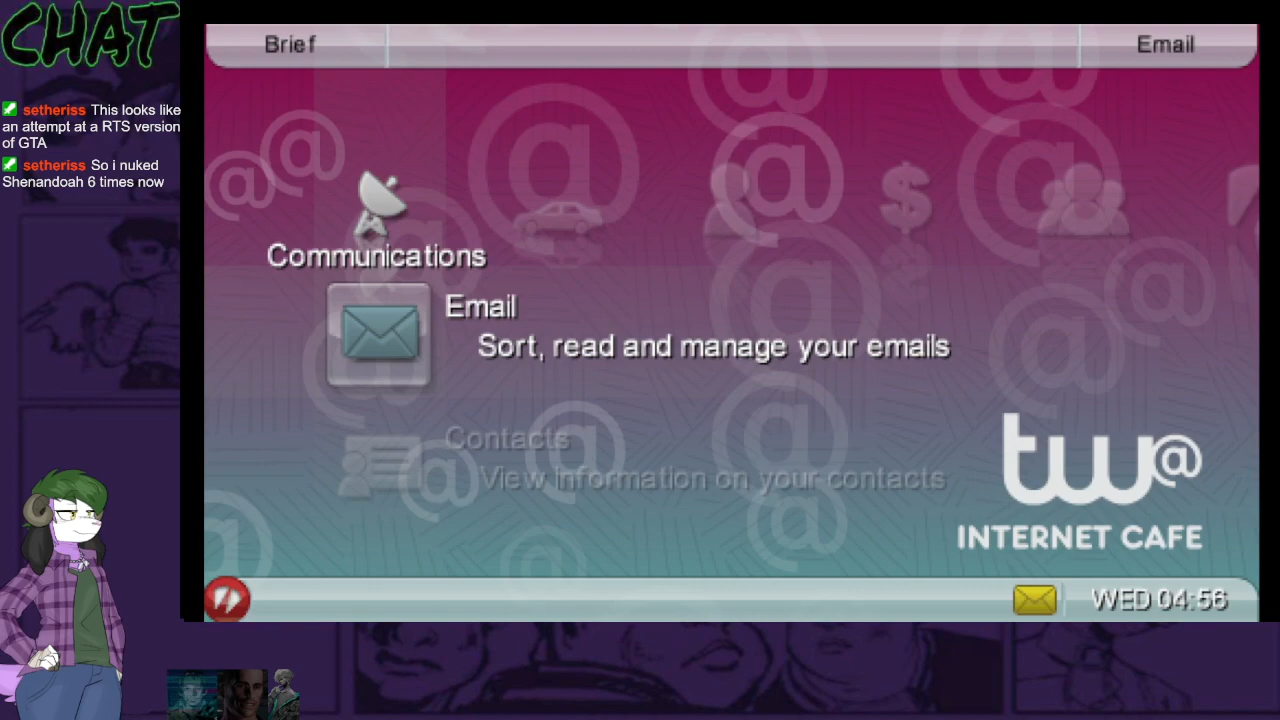 CHAT
setheriss This looks like
an attempt at a RTS version
of GTA
setheriss So i nuked
Shenandoah 6 times now
Brief
Email
Communications
Email
Sort, read and manage your emails
Contacts
View information on your contacts
tw@
INTERNET CAFE
WED 04:56